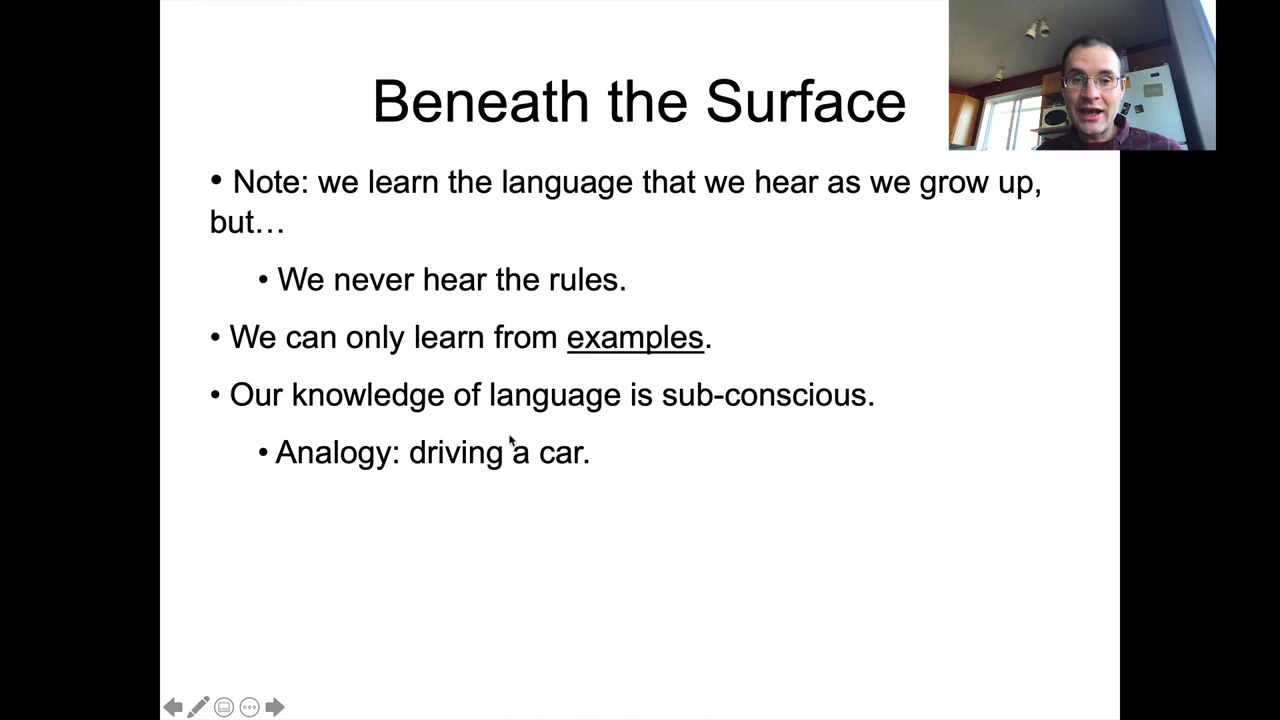 Beneath the Surface
• Note: we learn the language that we hear as we grow up,
but…
• We never hear the rules.
• We can only learn from examples.
• Our knowledge of language is sub-conscious.
• Analogy: driving a car.